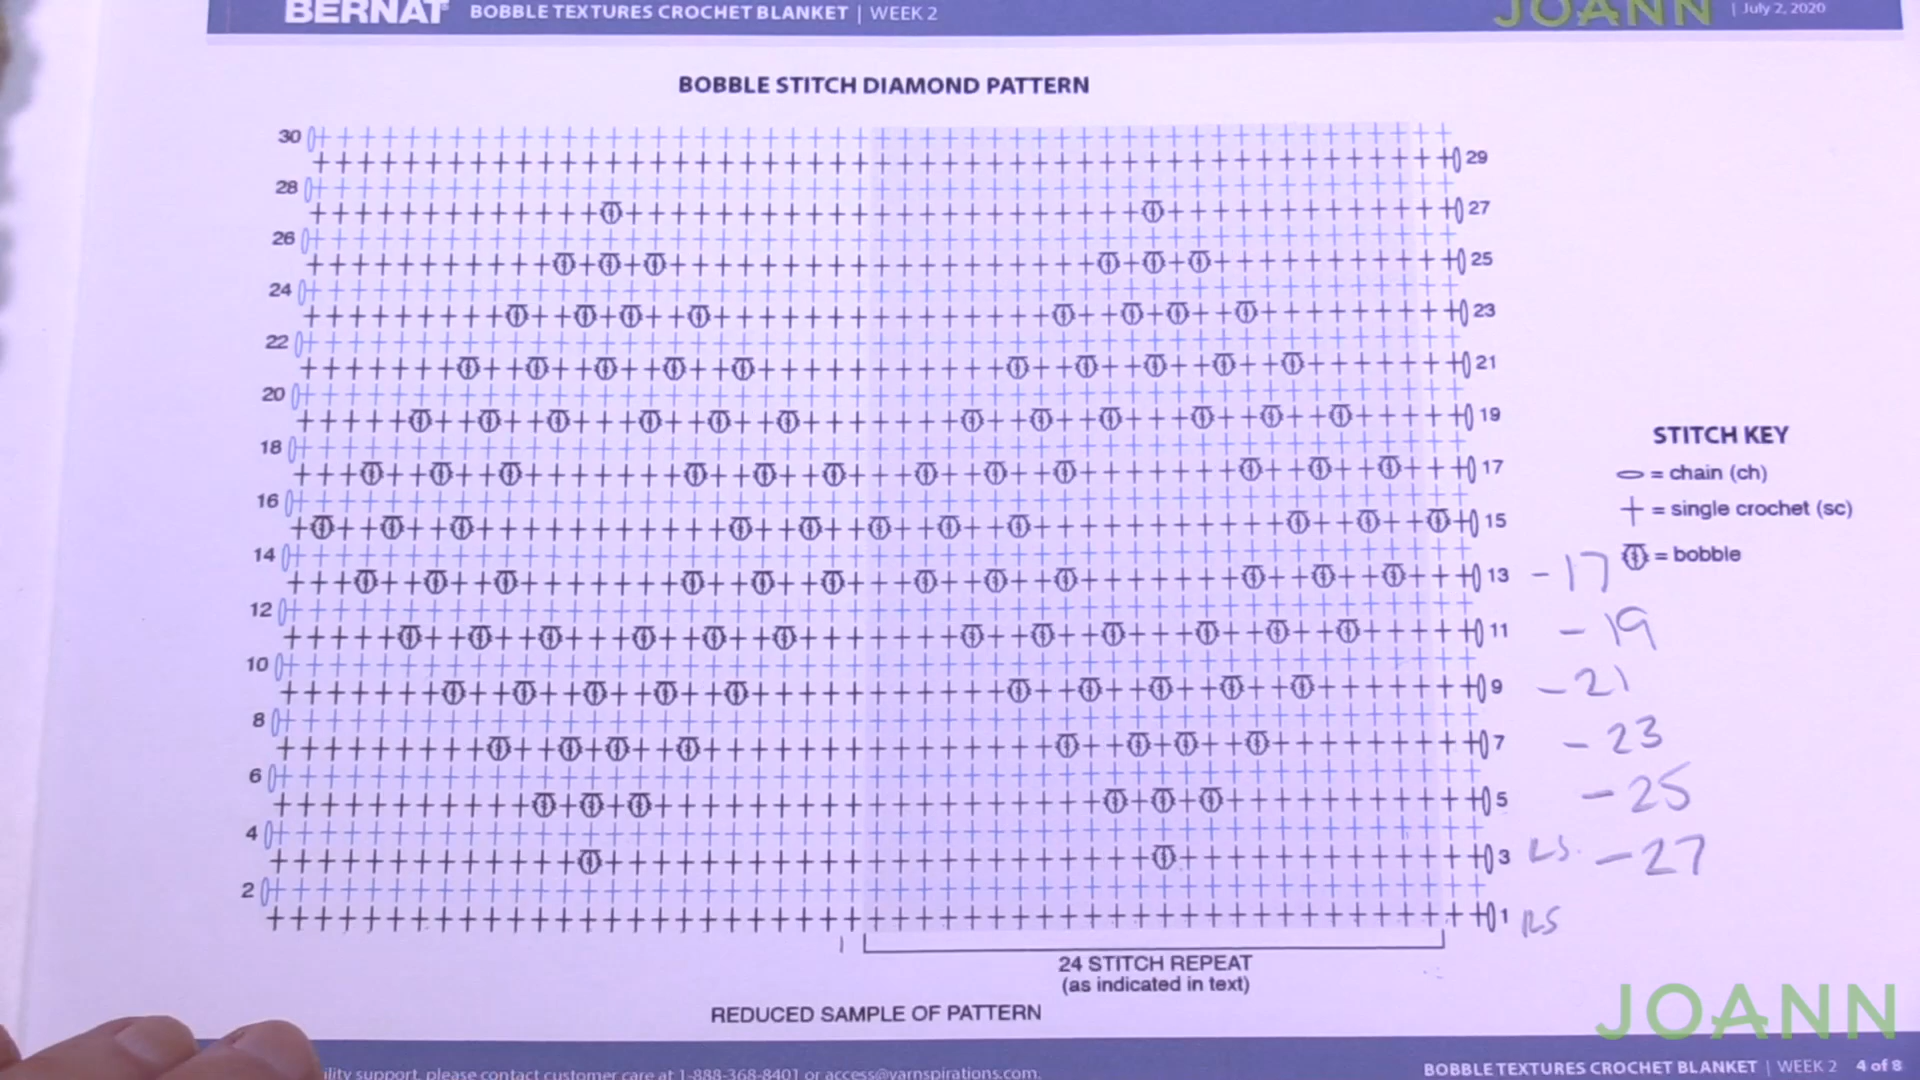 BERNAT BOBBLE TEXTURES CROCHET BLANKET | WEEK 2
JOANN | July 2, 2020
BOBBLE STITCH DIAMOND PATTERN
30
29
28
27
26
25
24
23
22
21
20
19
18
17
16
15
14
13 -17
12
11 -19
10
9 -21
8
7 -23
6
5 -25
4
3 RS. -27
2
1 RS
STITCH KEY
= chain (ch)
= single crochet (sc)
= bobble
24 STITCH REPEAT
(as indicated in text)
REDUCED SAMPLE OF PATTERN
JOANN
support, please contact customer care at 1-888-368-8401 or access@yarnspirations.com.
BOBBLE TEXTURES CROCHET BLANKET | WEEK 2 4 of 8